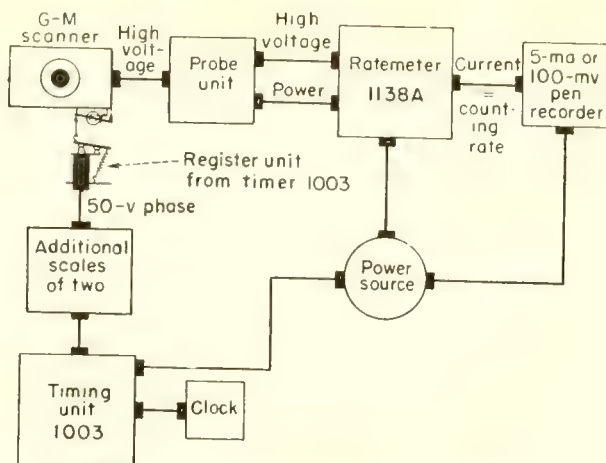 G-M
scanner
High
volt-
age
Probe
unit
High
voltage
Power
Ratemeter
1138A
Current
=
count-
ing
rate
5-ma or
100-mv
pen
recorder
Register unit
from timer 1003
50-v phase
Additional
scales
of two
Power
source
Timing
unit
1003
Clock